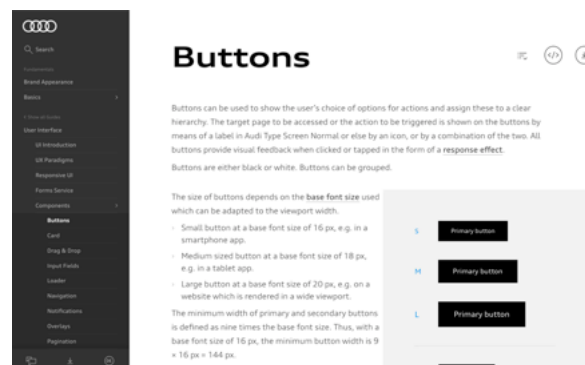 Search
Fundamentals
Brand Appearance
Basics
User Interface
UI Introduction
UX Paradigms
Responsive UI
Forms Service
Components
Buttons
Card
Drag & Drop
Input Fields
Loader
Navigation
Notifications
Overlays
Pagination
Buttons
Buttons can be used to show the user's choice of options for actions and assign these to a clear
hierarchy. The target page to be accessed or the action to be triggered is shown on the buttons by
means of a label in Audi Type Screen Normal or else by an icon, or by a combination of the two. All
buttons provide visual feedback when clicked or tapped in the form of a response effect.
Buttons are either black or white. Buttons can be grouped.
The size of buttons depends on the base font size used
which can be adapted to the viewport width.
Small button at a base font size of 16 px, e.g. in a
smartphone app.
Medium sized button at a base font size of 18 px,
e.g. in a tablet app.
Large button at a base font size of 20 px, e.g. on a
website which is rendered in a wide viewport.
The minimum width of primary and secondary buttons
is defined as nine times the base font size. Thus, with a
base font size of 16 px, the minimum button width is 9
× 16 px = 144 px.
S Primary button
M Primary button
L Primary button